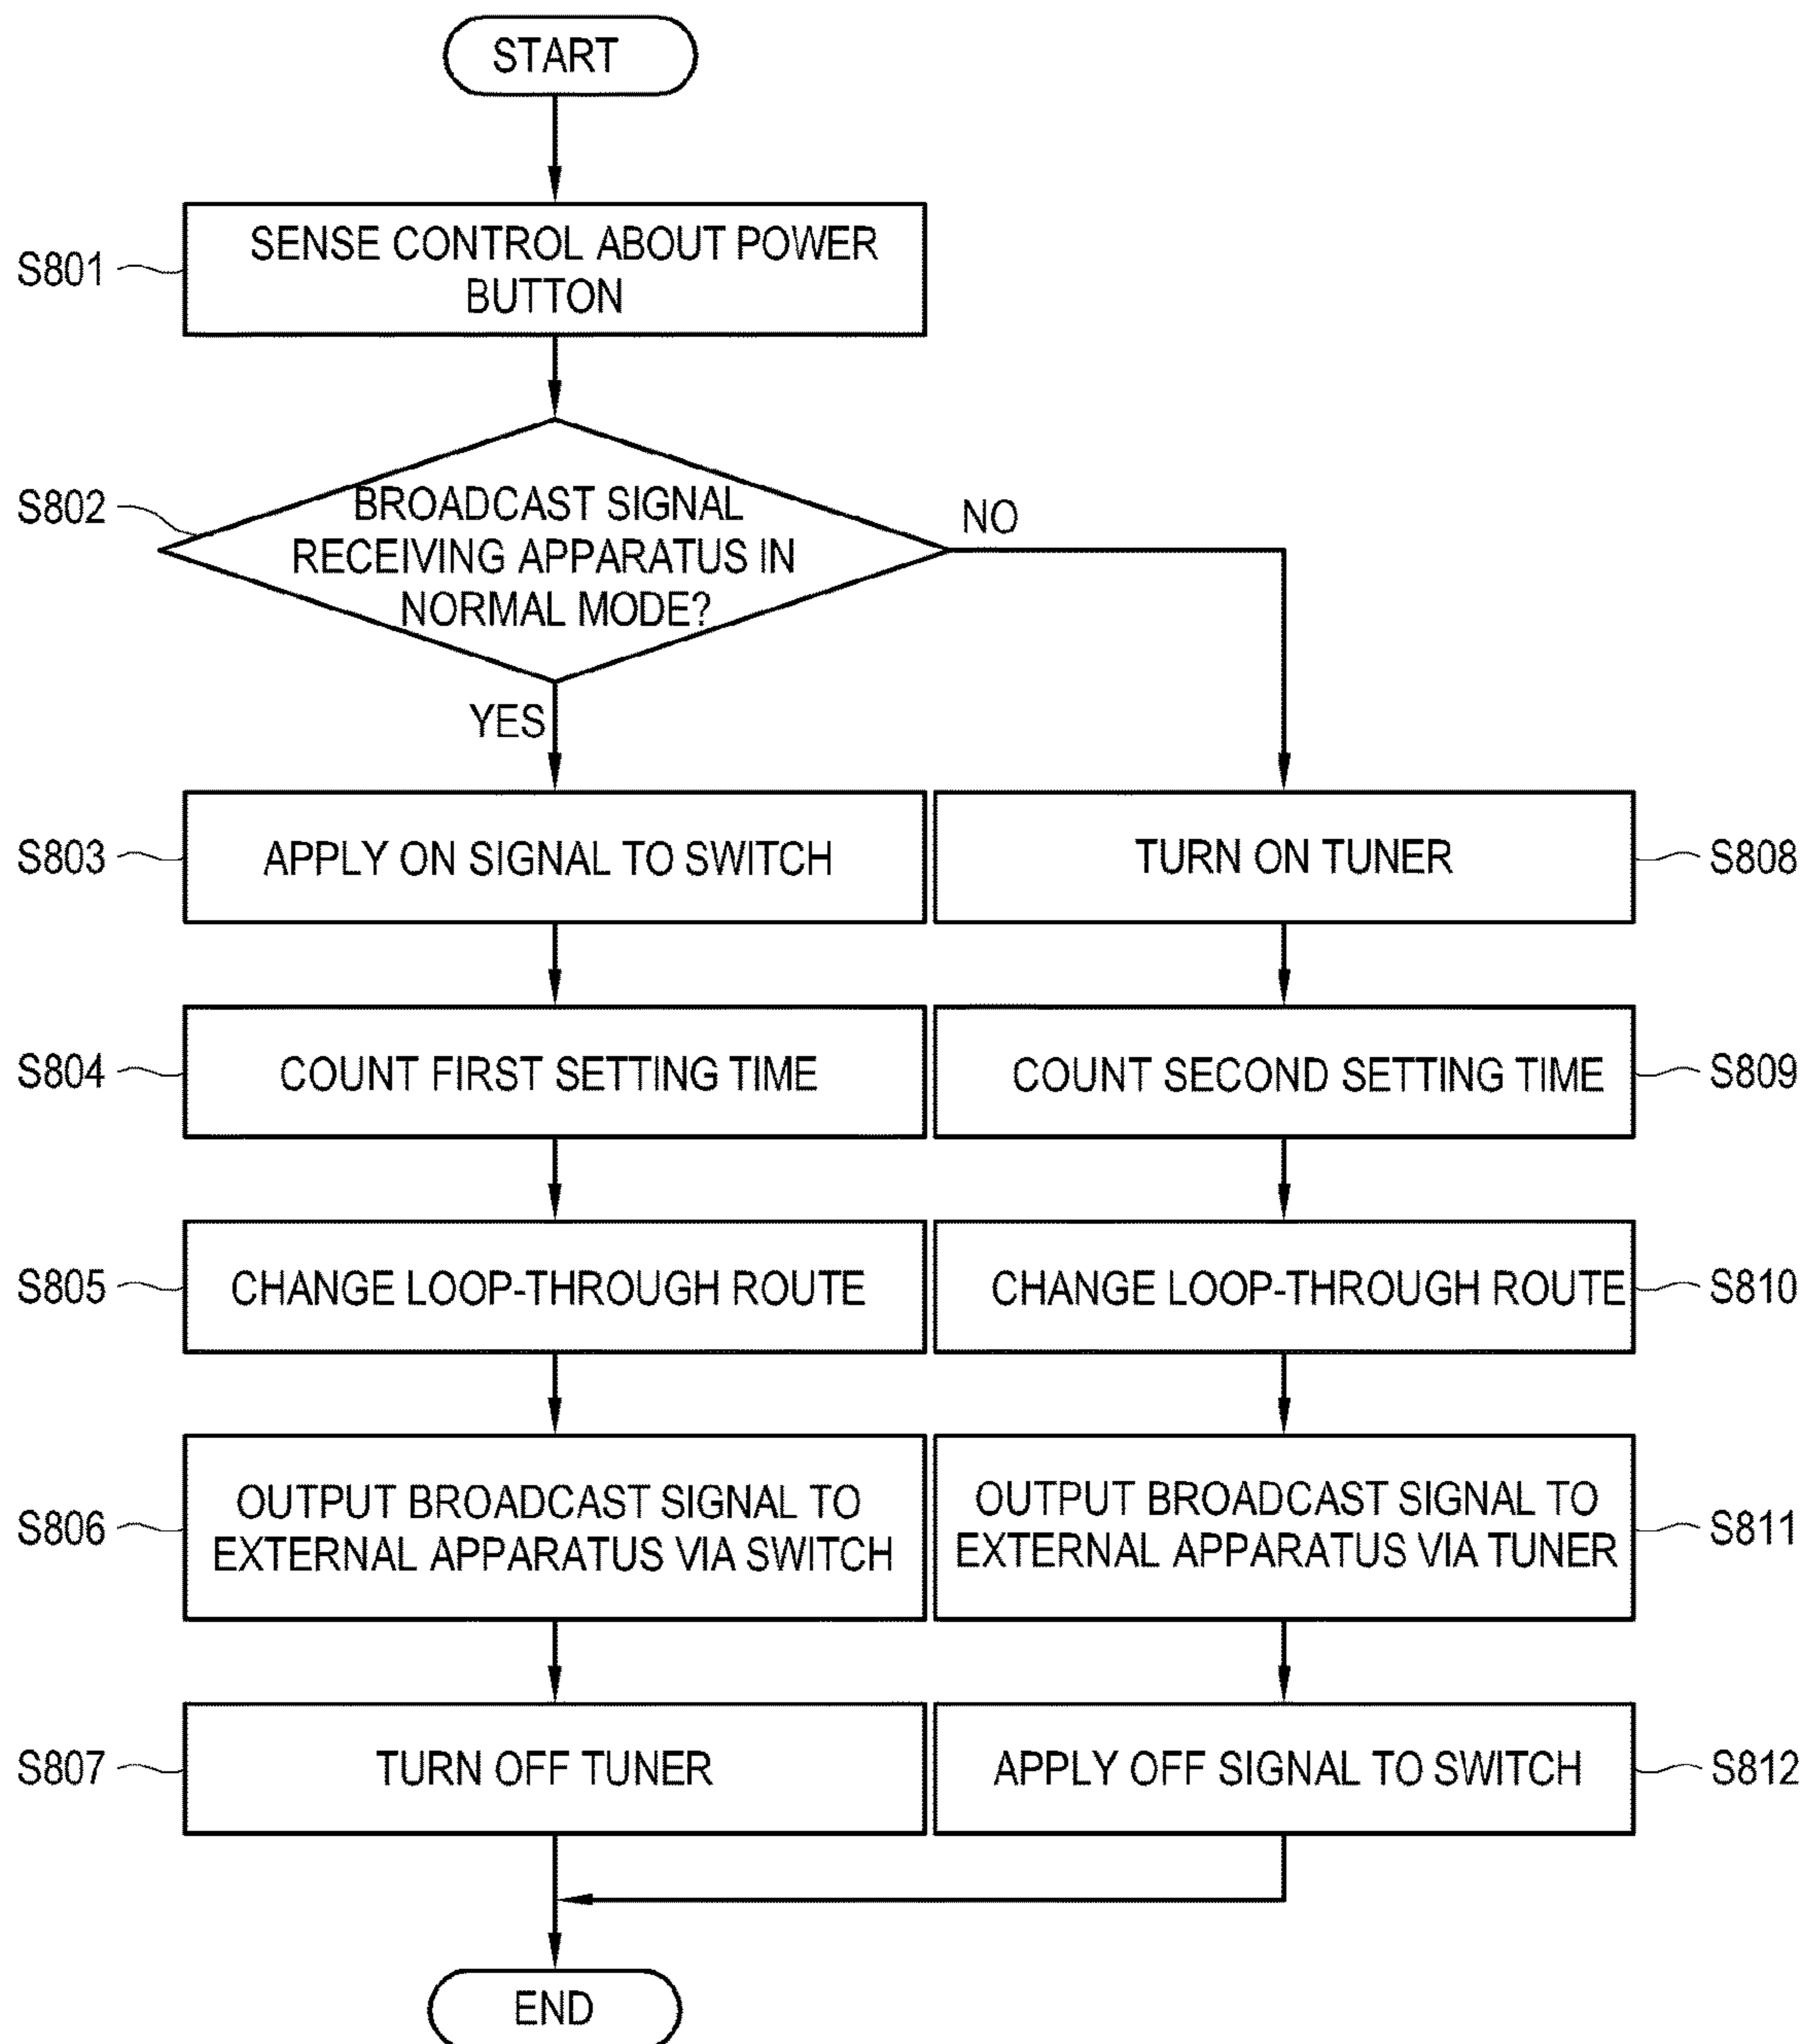 START
S801
SENSE CONTROL ABOUT POWER
BUTTON
S802
BROADCAST SIGNAL
RECEIVING APPARATUS IN
NORMAL MODE?
NO
YES
S803
APPLY ON SIGNAL TO SWITCH
TURN ON TUNER
S808
S804
COUNT FIRST SETTING TIME
COUNT SECOND SETTING TIME
S809
S805
CHANGE LOOP-THROUGH ROUTE
CHANGE LOOP-THROUGH ROUTE
S810
S806
OUTPUT BROADCAST SIGNAL TO
EXTERNAL APPARATUS VIA SWITCH
OUTPUT BROADCAST SIGNAL TO
EXTERNAL APPARATUS VIA TUNER
S811
S807
TURN OFF TUNER
APPLY OFF SIGNAL TO SWITCH
S812
END